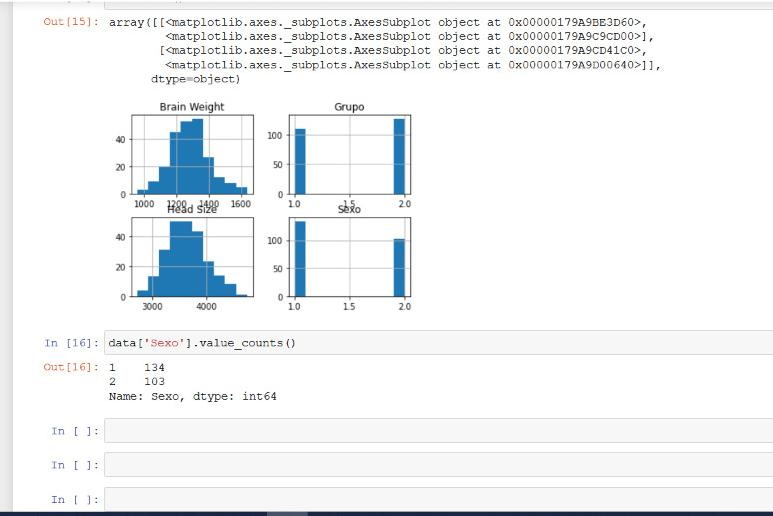 Out[15]: array([[<matplotlib.axes._subplots.AxesSubplot object at 0x00000179A9BE3D60>,
<matplotlib.axes._subplots.AxesSubplot object at 0x00000179A9C9CD00>],
[<matplotlib.axes._subplots.AxesSubplot object at 0x00000179A9CD41C0>,
<matplotlib.axes._subplots.AxesSubplot object at 0x00000179A9D00640>]],
dtype=object)
Brain Weight
40
20
0
1000 1200 1400 1600
Grupo
100
50
0
1.0 1.5 2.0
Head Size
40
20
0
3000 4000
Sexo
100
50
0
1.0 1.5 2.0
In [16]: data['Sexo'].value_counts()
Out[16]: 1 134
2 103
Name: Sexo, dtype: int64
In [ ]:
In [ ]:
In [ ]: